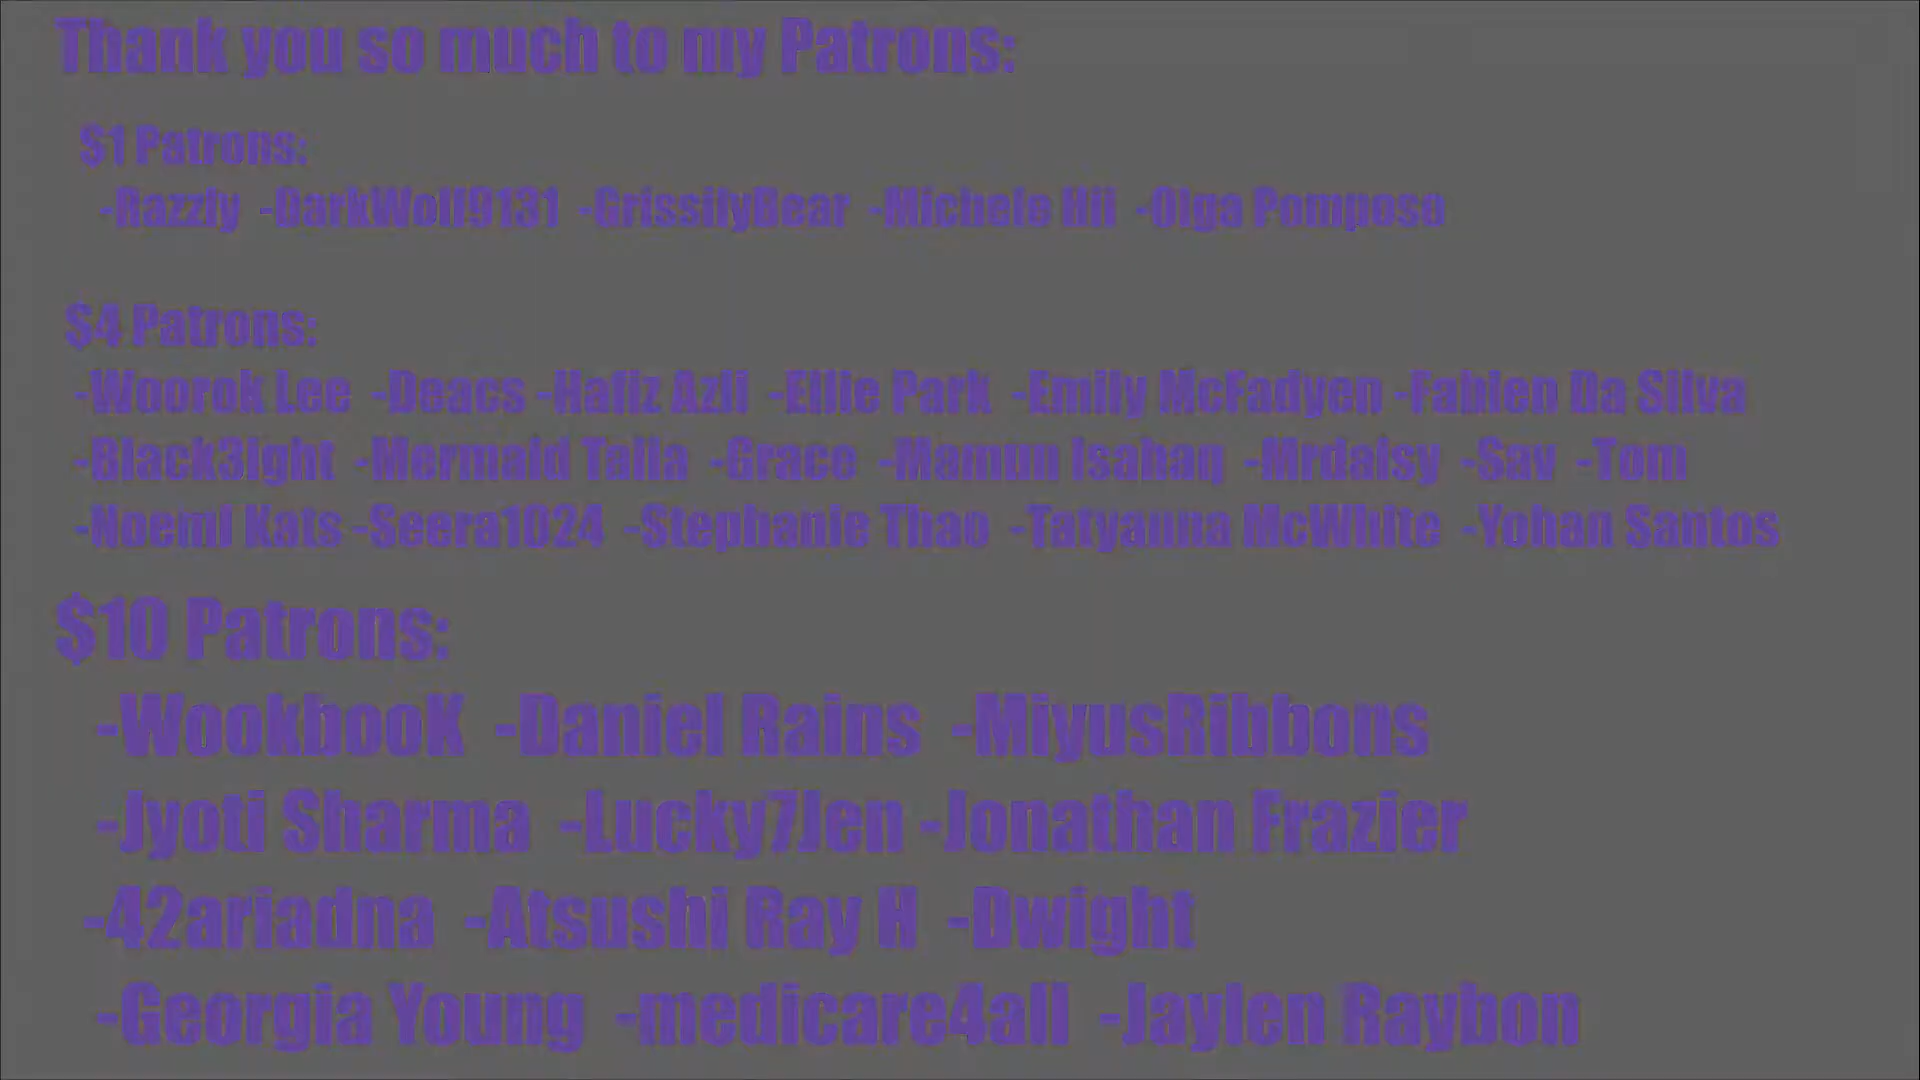 Thank you so much to my Patrons:
$1 Patrons:
-Razzly -DarkWolf9131 -GrissilyBear -Michele Hii -Olga Pomposa
$4 Patrons:
-Woorok Lee -Deacs -Hafiz Azli -Ellie Park -Emily McFadyen -Fabien Da Silva
-Black3ight -Mermaid Talia -Grace -Mamun Isahaq -Mrdaisy -Sav -Tom
-Noemi Kats -Seera1024 -Stephanie Thao -Tatyanna McWhite -Yohan Santos
$10 Patrons:
-WookbooK -Daniel Rains -MiyusRibbons
-Jyoti Sharma -Lucky7Jen -Jonathan Frazier
-42ariadna -Atsushi Ray H -Dwight
-Georgia Young -medicare4all -Jaylen Raybon